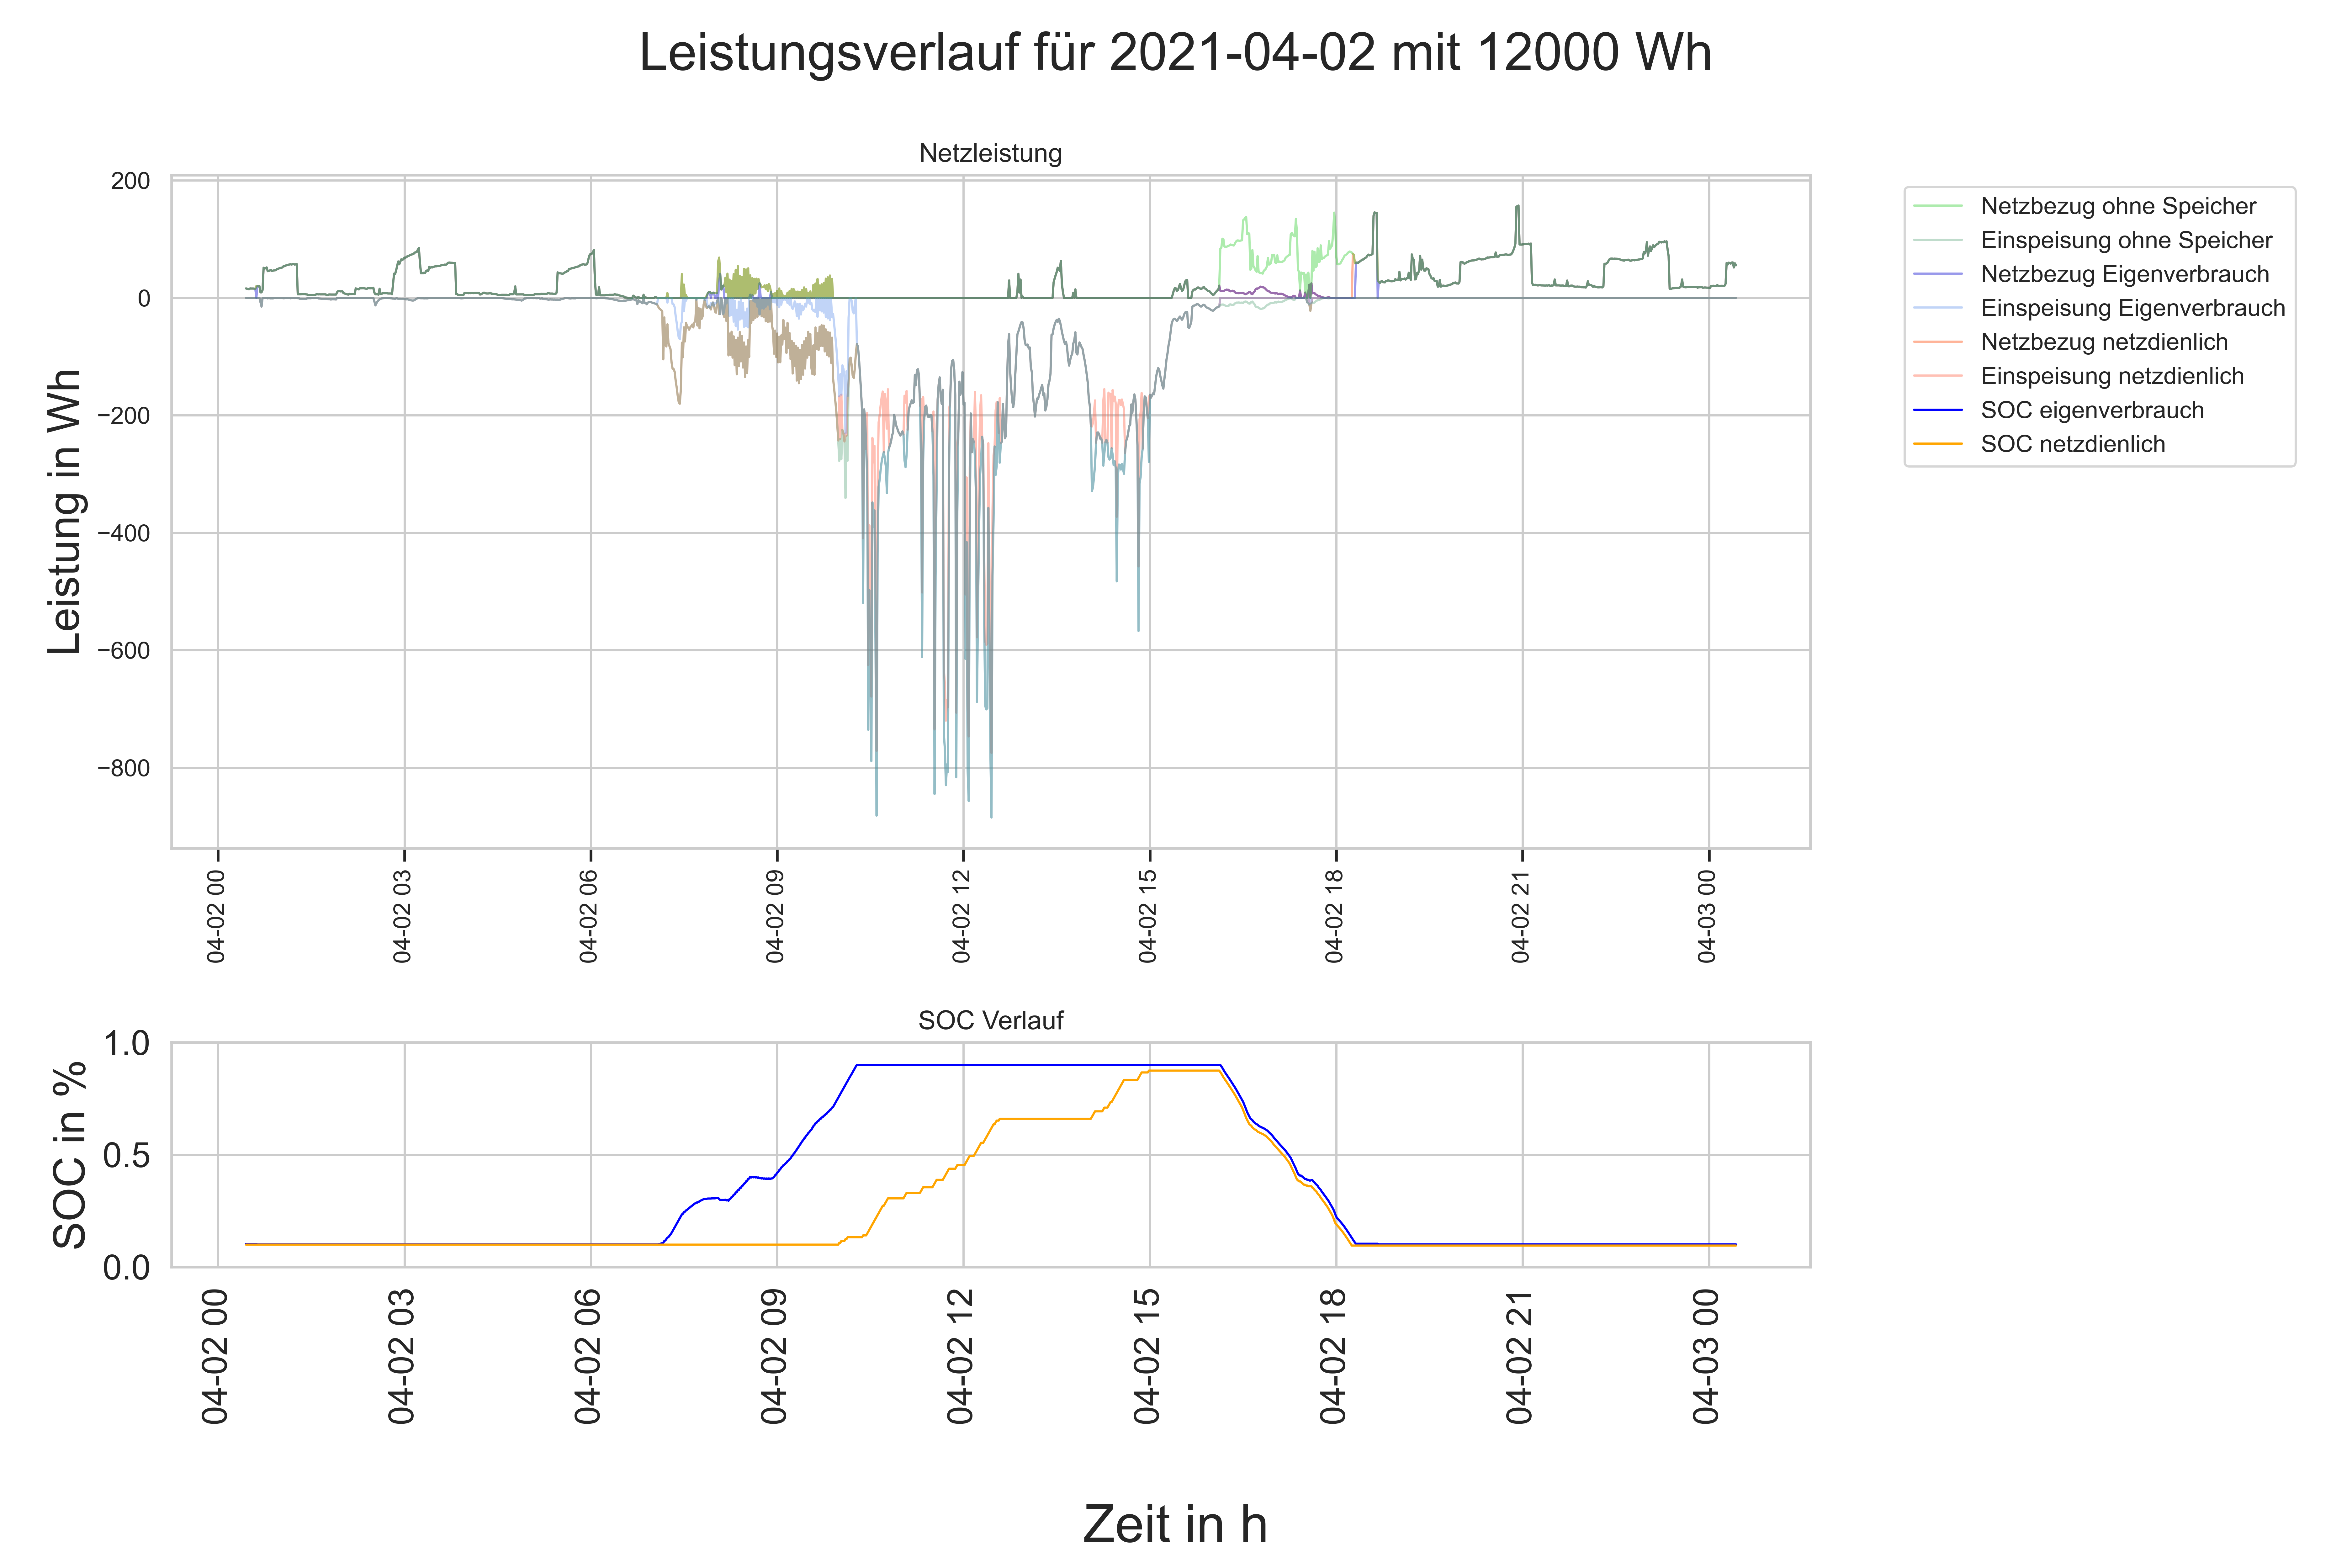 Leistungsverlauf für 2021-04-02 mit 12000 Wh
Netzleistung
Leistung in Wh
200
0
−200
−400
−600
−800
04-02 00
04-02 03
04-02 06
04-02 09
04-02 12
04-02 15
04-02 18
04-02 21
04-03 00
Netzbezug ohne Speicher
Einspeisung ohne Speicher
Netzbezug Eigenverbrauch
Einspeisung Eigenverbrauch
Netzbezug netzdienlich
Einspeisung netzdienlich
SOC eigenverbrauch
SOC netzdienlich
SOC Verlauf
SOC in %
1.0
0.5
0.0
04-02 00
04-02 03
04-02 06
04-02 09
04-02 12
04-02 15
04-02 18
04-02 21
04-03 00
Zeit in h